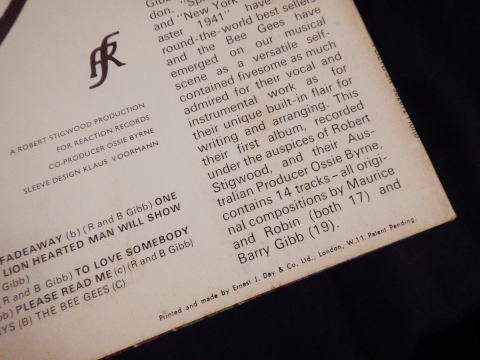 don. "Sp
and "New York
aster 1941" have
round-the-world best sellers
and the Bee Gees have
emerged on our musical
scene as a versatile self-
contained fivesome as much
admired for their vocal and
instrumental work as for
their unique built-in flair for
writing and arranging. This
their first album, recorded
under the auspices of Robert
Stigwood, and their Aus-
tralian Producer Ossie Byrne,
contains 14 tracks – all origi-
nal compositions by Maurice
and Robin (both 17) and
Barry Gibb (19).
A ROBERT STIGWOOD PRODUCTION
FOR REACTION RECORDS
CO-PRODUCER OSSIE BYRNE
SLEEVE DESIGN KLAUS VOORMANN
FADEAWAY (b) (R and B Gibb) ONE
LION HEARTED MAN WILL SHOW
Gibb)
(R and B Gibb) TO LOVE SOMEBODY
bb) PLEASE READ ME (c) (R and B Gibb)
YS (B) THE BEE GEES (C)
Printed and made by Ernest J. Day & Co. Ltd., London, W.11. Patent Pending.